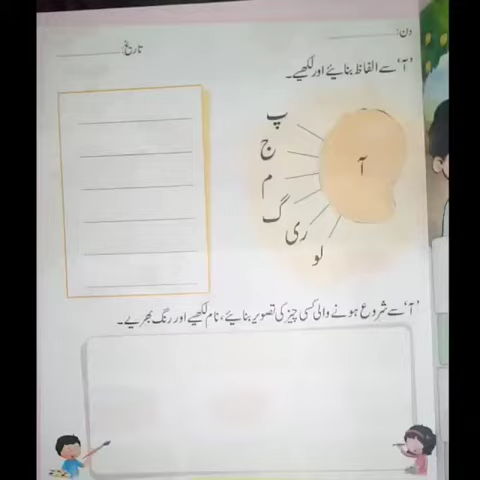 دن:
تاریخ:
'آ' سے الفاظ بنائیے اور لکھیے۔
آ
پ
ج
م
گ
ری
لو
'آ' سے شروع ہونے والی کسی چیز کی تصویر بنائیے، نام لکھیے اور رنگ بھریے۔